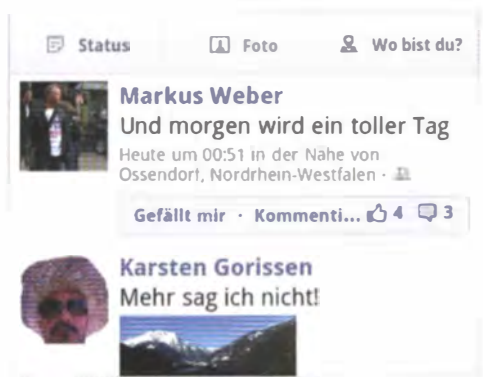 Status Foto Wo bist du?
Markus Weber
Und morgen wird ein toller Tag
Heute um 00:51 in der Nähe von
Ossendorf, Nordrhein-Westfalen ·
Gefällt mir · Kommenti... 4 3
Karsten Gorissen
Mehr sag ich nicht!